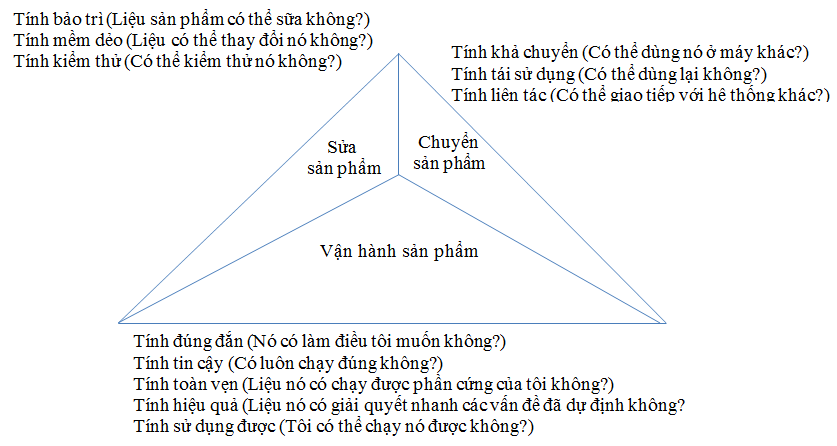 Tính bảo trì (Liệu sản phẩm có thể sữa không?)
Tính mềm dẻo (Liệu có thể thay đổi nó không?)
Tính kiểm thử (Có thể kiểm thử nó không?)
Tính khả chuyển (Có thể dùng nó ở máy khác?)
Tính tái sử dụng (Có thể dùng lại không?)
Tính liên tác (Có thể giao tiếp với hệ thống khác?)
Sửa
sản phẩm
Chuyển
sản phẩm
Vận hành sản phẩm
Tính đúng đắn (Nó có làm điều tôi muốn không?)
Tính tin cậy (Có luôn chạy đúng không?)
Tính toàn vẹn (Liệu nó có chạy được phần cứng của tôi không?)
Tính hiệu quả (Liệu nó có giải quyết nhanh các vấn đề đã dự định không?
Tính sử dụng được (Tôi có thể chạy nó được không?)